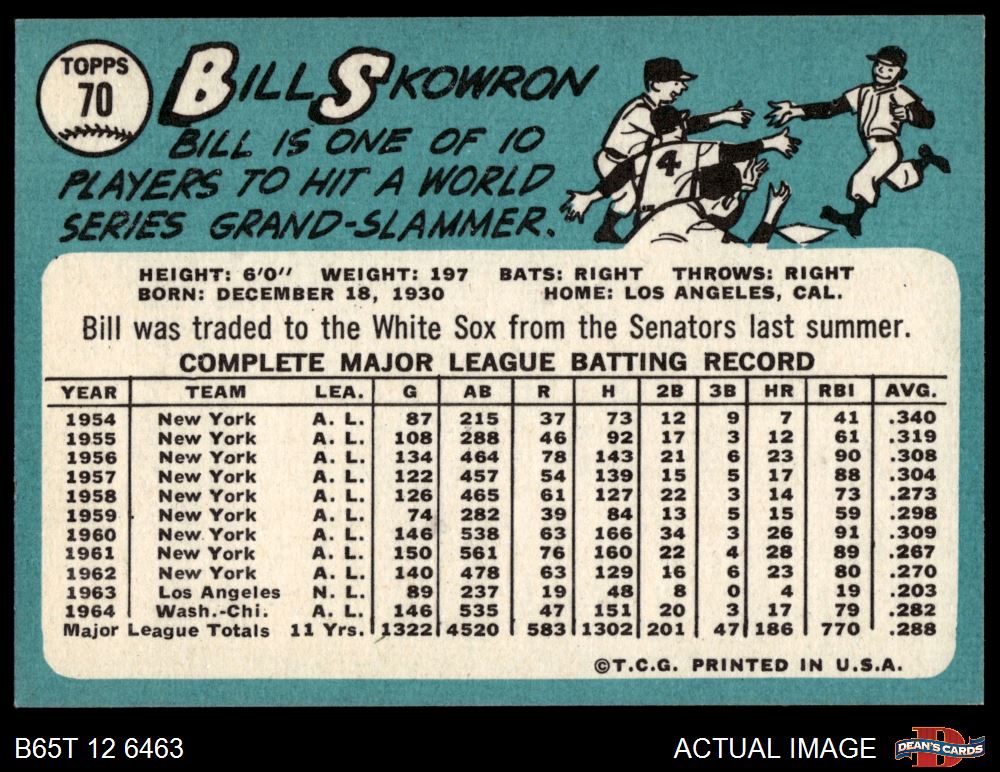 TOPPS
70
BILL SKOWRON
BILL IS ONE OF 10
PLAYERS TO HIT A WORLD
SERIES GRAND-SLAMMER.
4
HEIGHT: 6'0" WEIGHT: 197 BATS: RIGHT THROWS: RIGHT
BORN: DECEMBER 18, 1930 HOME: LOS ANGELES, CAL.
Bill was traded to the White Sox from the Senators last summer.
COMPLETE MAJOR LEAGUE BATTING RECORD
YEAR TEAM LEA. G AB R H 2B 3B HR RBI AVG.
1954 New York A. L. 87 215 37 73 12 9 7 41 .340
1955 New York A. L. 108 288 46 92 17 3 12 61 .319
1956 New York A. L. 134 464 78 143 21 6 23 90 .308
1957 New York A. L. 122 457 54 139 15 5 17 88 .304
1958 New York A. L. 126 465 61 127 22 3 14 73 .273
1959 New York A. L. 74 282 39 84 13 5 15 59 .298
1960 New York A. L. 146 538 63 166 34 3 26 91 .309
1961 New York A. L. 150 561 76 160 22 4 28 89 .267
1962 New York A. L. 140 478 63 129 16 6 23 80 .270
1963 Los Angeles N. L. 89 237 19 48 8 0 4 19 .203
1964 Wash.-Chi. A. L. 146 535 47 151 20 3 17 79 .282
Major League Totals 11 Yrs. 1322 4520 583 1302 201 47 186 770 .288
©T.C.G. PRINTED IN U.S.A.
B65T 12 6463
ACTUAL IMAGE
D
DEAN'S CARDS